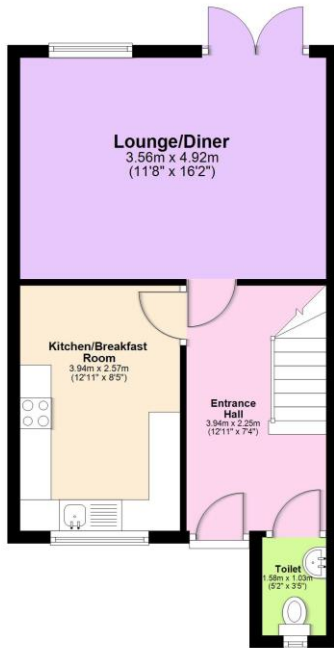 Lounge/Diner
3.56m x 4.92m
(11'8" x 16'2")
Kitchen/Breakfast
Room
3.94m x 2.57m
(12'11" x 8'5")
Entrance
Hall
3.94m x 2.25m
(12'11" x 7'4")
Toilet
1.58m x 1.03m
(5'2" x 3'5")